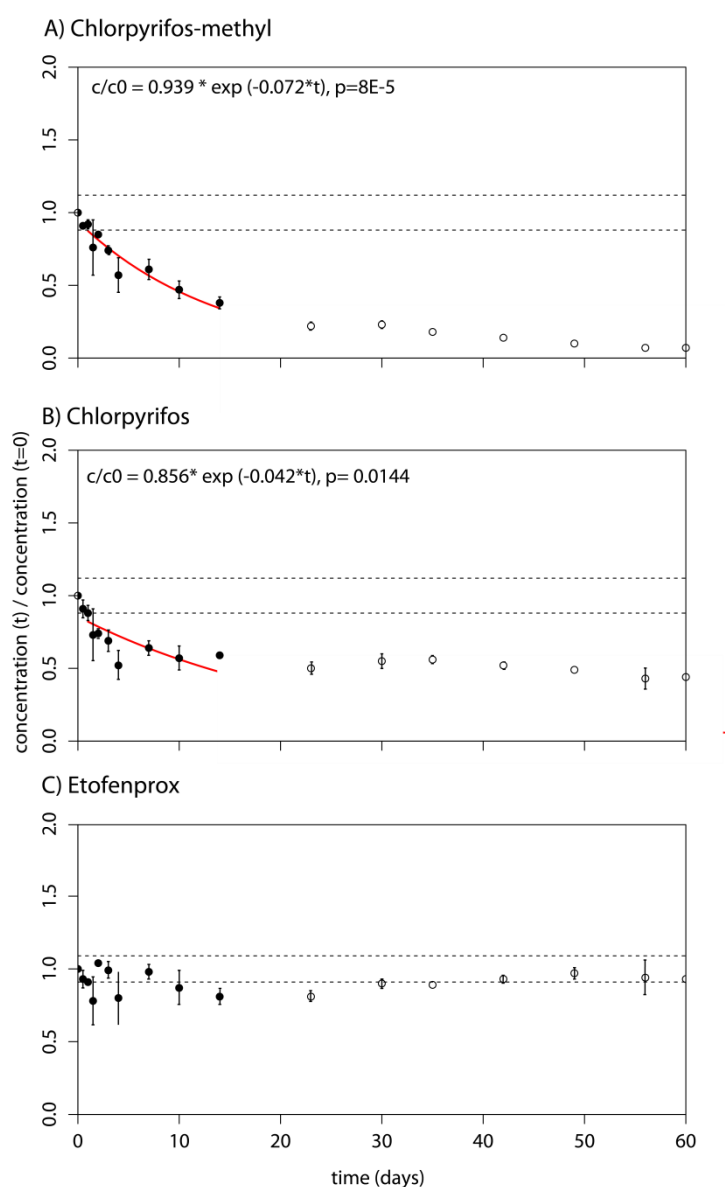 A) Chlorpyrifos-methyl
2.0
c/c0 = 0.939 * exp (-0.072*t), p=8E-5
1.5
1.0
0.5
0.0
B) Chlorpyrifos
2.0
c/c0 = 0.856* exp (-0.042*t), p= 0.0144
1.5
1.0
0.5
0.0
concentration (t) / concentration (t=0)
C) Etofenprox
2.0
1.5
1.0
0.5
0.0
0 10 20 30 40 50 60
time (days)